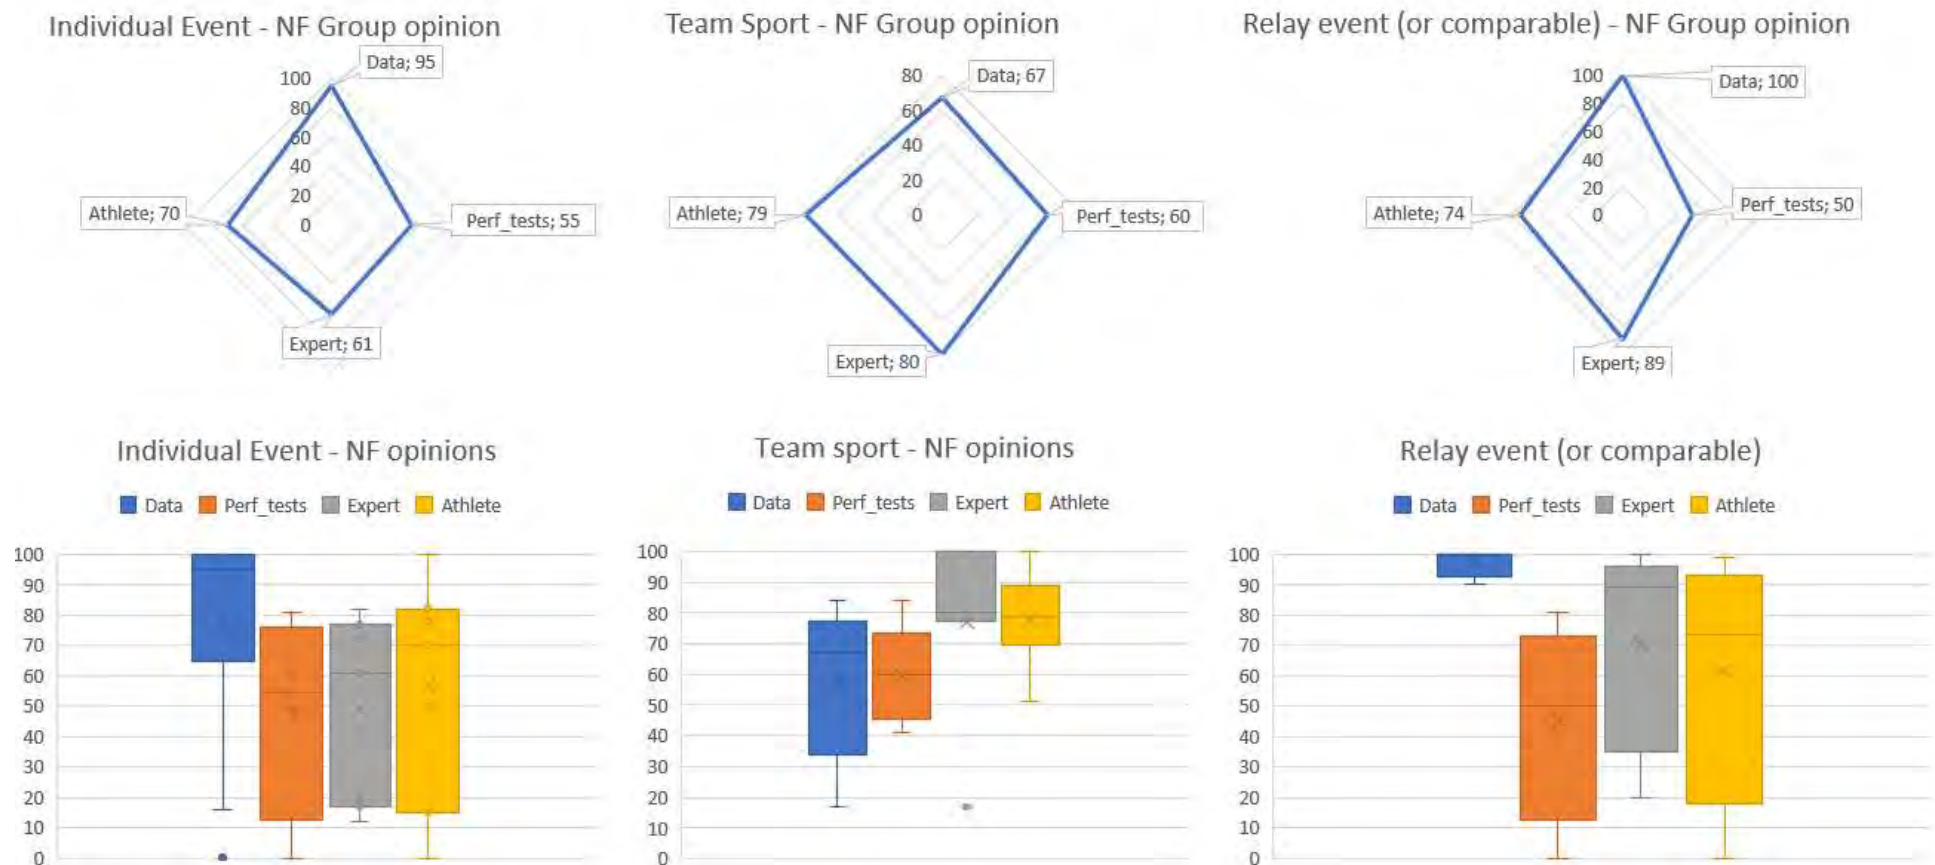 Individual Event - NF Group opinion
Data; 95
100
80
60
40
20
0
Athlete; 70
Perf_tests; 55
Expert; 61
Team Sport - NF Group opinion
Data; 67
80
60
40
20
0
Athlete; 79
Perf_tests; 60
Expert; 80
Relay event (or comparable) - NF Group opinion
100
Data; 100
80
60
40
20
0
Athlete; 74
Perf_tests; 50
Expert; 89
Individual Event - NF opinions
Data Perf_tests Expert Athlete
100
90
80
70
60
50
40
30
20
10
0
Team sport - NF opinions
Data Perf_tests Expert Athlete
100
90
80
70
60
50
40
30
20
10
0
Relay event (or comparable)
Data Perf_tests Expert Athlete
100
90
80
70
60
50
40
30
20
10
0